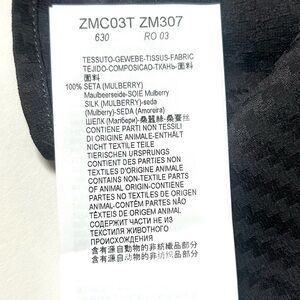 ZMC03T ZM307
630 RO 03
TESSUTO-GEWEBE-TISSUS-FABRIC
TEJIDO-COMPOSICAO-ТКАНЬ-面料
面料
100% SETA (MULBERRY)
Maulbeerseide-SOIE Mulberry
SILK (MULBERRY)-seda
(Mulberry)-SEDA (Amoreira)
ШЕЛК (Малбери)-桑蠶絲-桑蚕丝
CONTIENE PARTI NON TESSILI
DI ORIGINE ANIMALE-ENTHÄLT
NICHT TEXTILE TEILE
TIERISCHEN URSPRUNGS
CONTIENT DES PARTIES NON
TEXTILES D'ORIGINE ANIMALE
CONTAINS NON-TEXTILE PARTS
OF ANIMAL ORIGIN-CONTIENE
PARTES NO TEXTILES DE ORIGEN
ANIMAL-CONTÉM PARTES NÃO
TÊXTEIS DE ORIGEM ANIMAL
СОДЕРЖИТ ЧАСТИ НЕ ИЗ
ТЕКСТИЛЯ ЖИВОТНОГО
ПРОИСХОЖДЕНИЯ
含有源自動物的非紡織品部分
含有源自动物的非纺织品部分